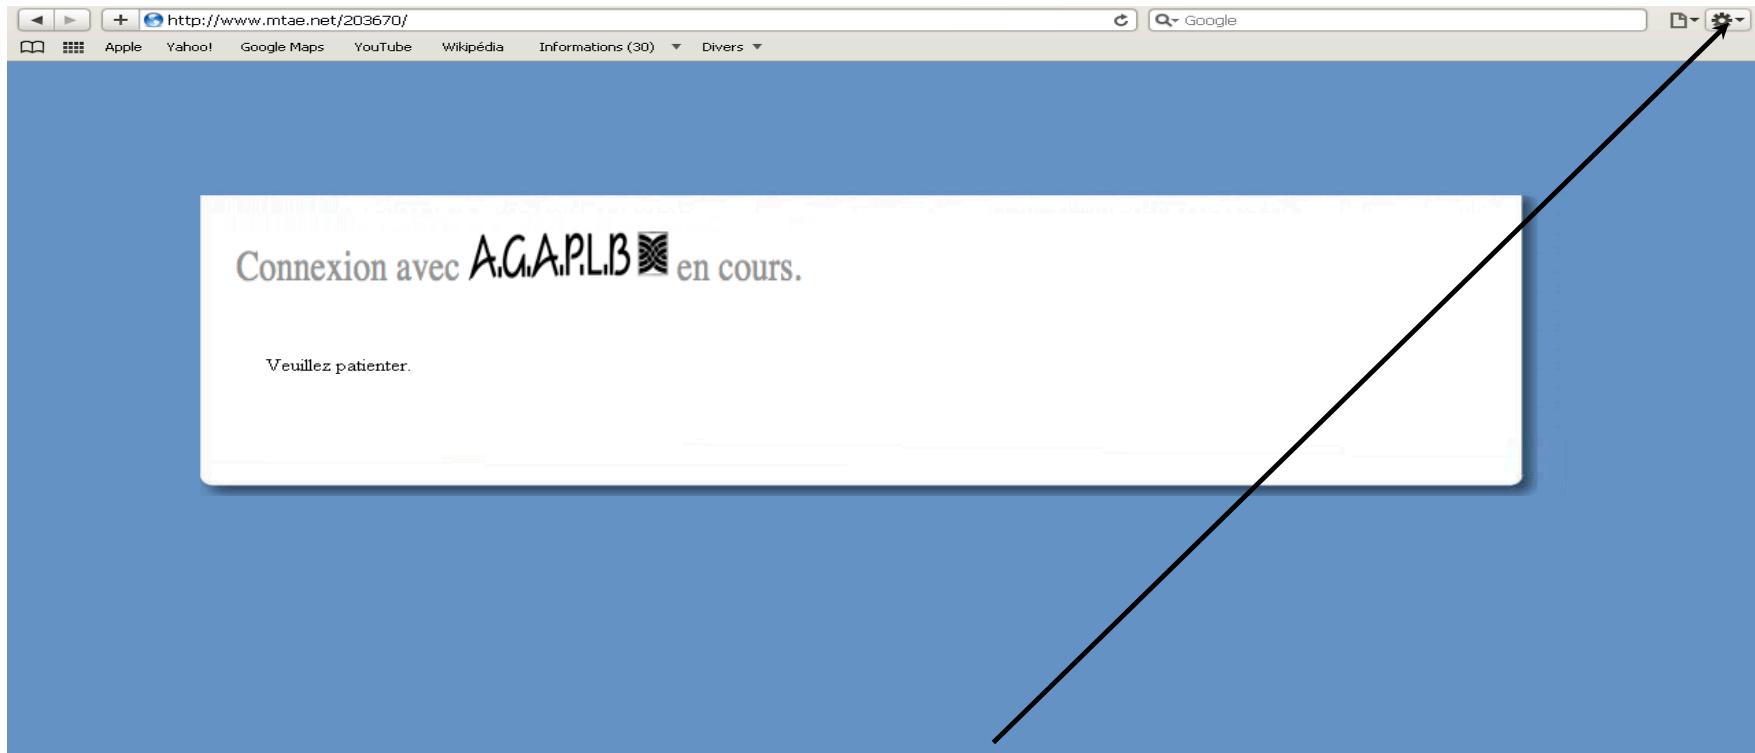 http://www.mtae.net/203670/ Google
Apple Yahoo! Google Maps YouTube Wikipédia Informations (30) Divers
Connexion avec A.G.A.P.L.B en cours.
Veuillez patienter.